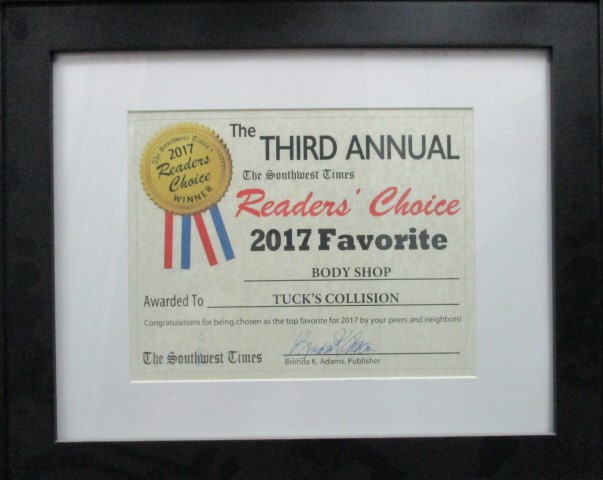 The Southwest Times
2017
Readers
Choice
WINNER
The THIRD ANNUAL
The Southwest Times
Readers' Choice
2017 Favorite
BODY SHOP
Awarded To TUCK'S COLLISION
Congratulations for being chosen as the top favorite for 2017 by your peers and neighbors!
The Southwest Times
Brenda K. Adams, Publisher